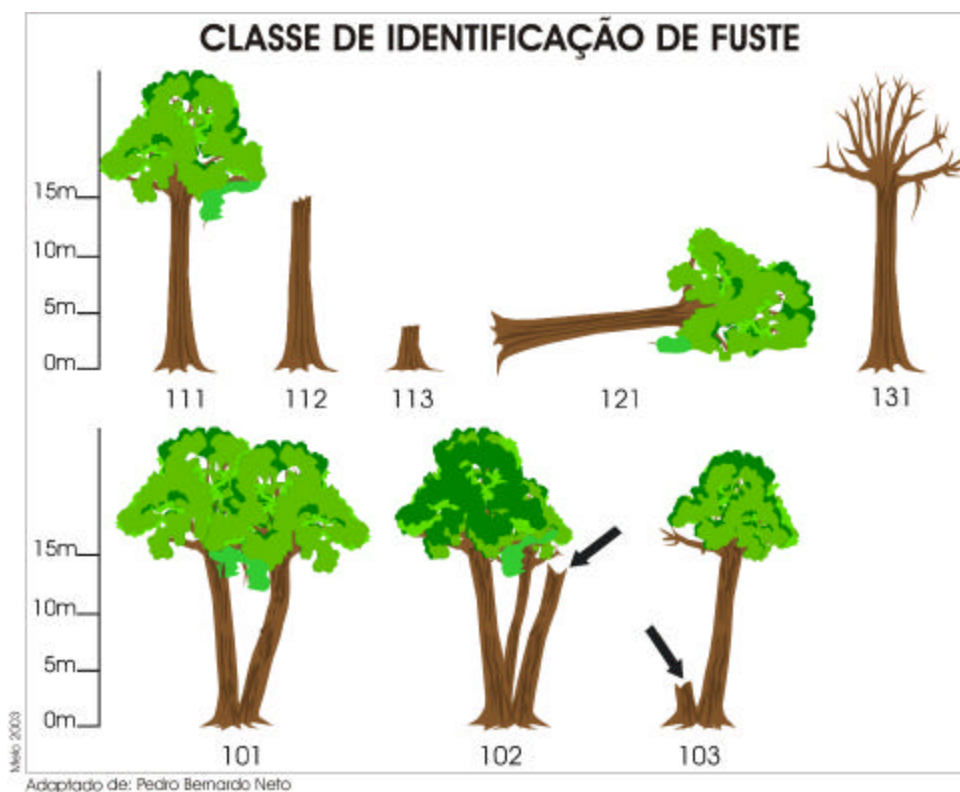 CLASSE DE IDENTIFICAÇÃO DE FUSTE
15m
10m
5m
0m
111 112 113 121 131
15m
10m
5m
0m
101 102 103
Melo 2003
Adaptado de: Pedro Bernardo Neto